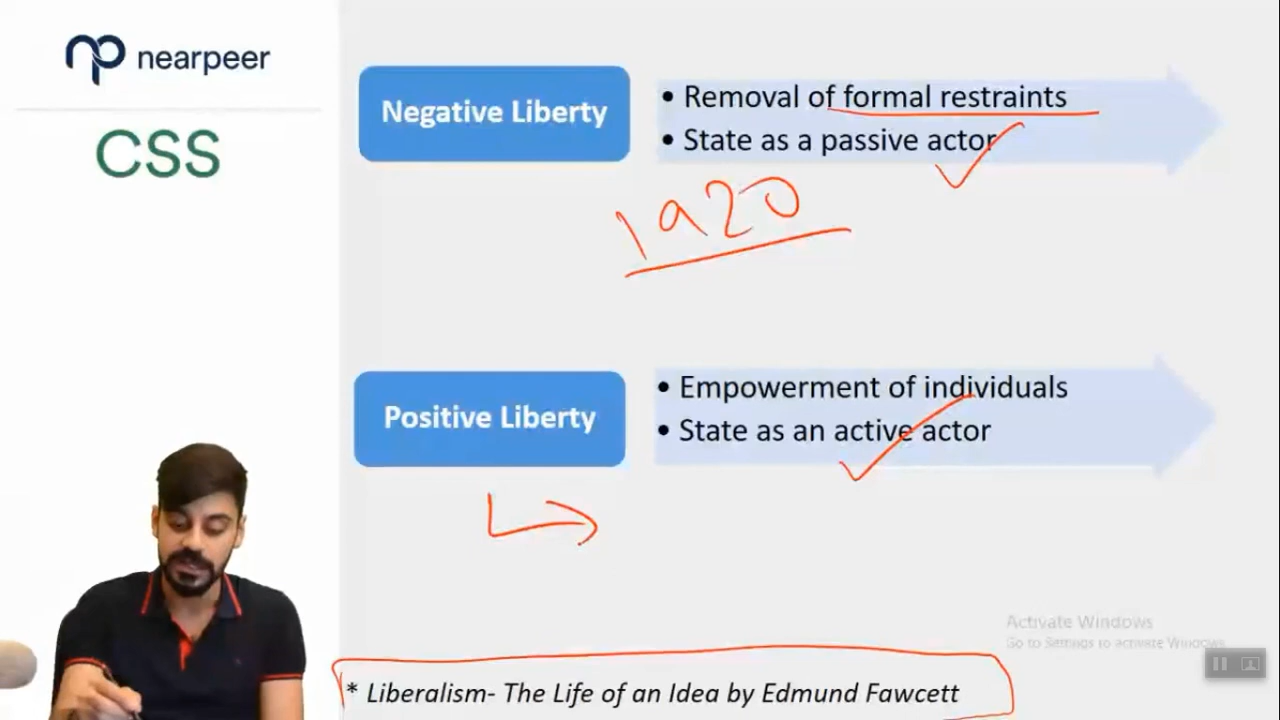 nearpeer
CSS
Negative Liberty
• Removal of formal restraints
• State as a passive actor
1920
Positive Liberty
• Empowerment of individuals
• State as an active actor
Activate Windows
Go to Settings to activate Windows.
* Liberalism- The Life of an Idea by Edmund Fawcett